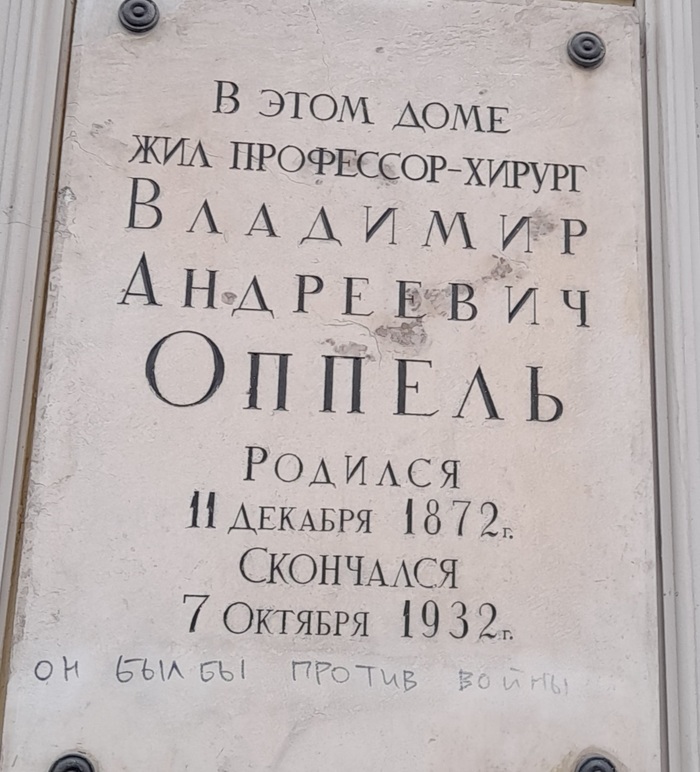 В ЭТОМ ДОМЕ
ЖИЛ ПРОФЕССОР-ХИРУРГ
ВЛАДИМИР
АНДРЕЕВИЧ
ОППЕЛЬ
РОДИЛСЯ
11 ДЕКАБРЯ 1872г.
СКОНЧАЛСЯ
7 ОКТЯБРЯ 1932г.
ОН БЫЛ БЫ ПРОТИВ ВОЙНЫ